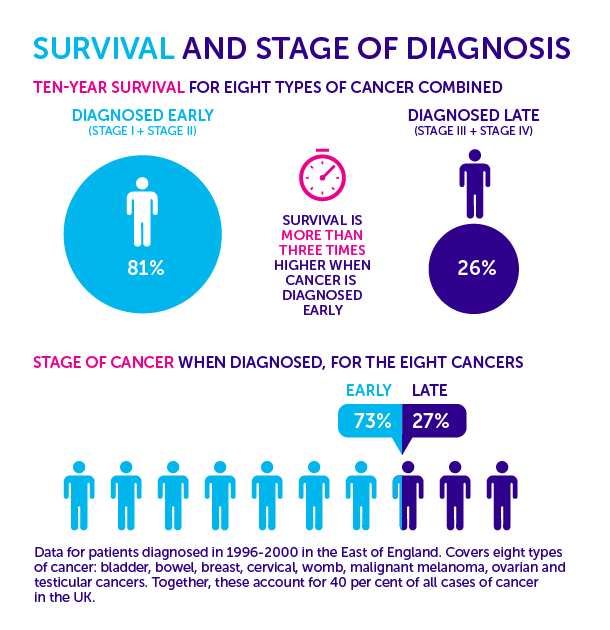 SURVIVAL AND STAGE OF DIAGNOSIS
TEN-YEAR SURVIVAL FOR EIGHT TYPES OF CANCER COMBINED
DIAGNOSED EARLY
(STAGE I + STAGE II)
81%
SURVIVAL IS
MORE THAN
THREE TIMES
HIGHER WHEN
CANCER IS
DIAGNOSED
EARLY
DIAGNOSED LATE
(STAGE III + STAGE IV)
26%
STAGE OF CANCER WHEN DIAGNOSED, FOR THE EIGHT CANCERS
EARLY LATE
73% 27%
Data for patients diagnosed in 1996-2000 in the East of England. Covers eight types
of cancer: bladder, bowel, breast, cervical, womb, malignant melanoma, ovarian and
testicular cancers. Together, these account for 40 per cent of all cases of cancer
in the UK.